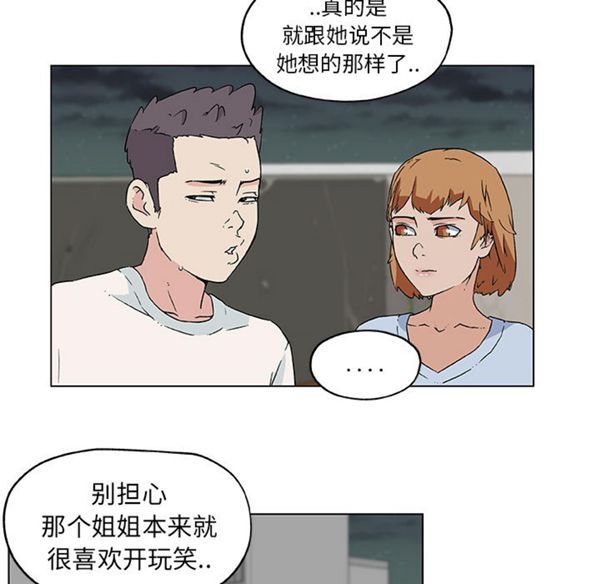 ..真的是
就跟她说不是
她想的那样了..
....
别担心
那个姐姐本来就
很喜欢开玩笑..